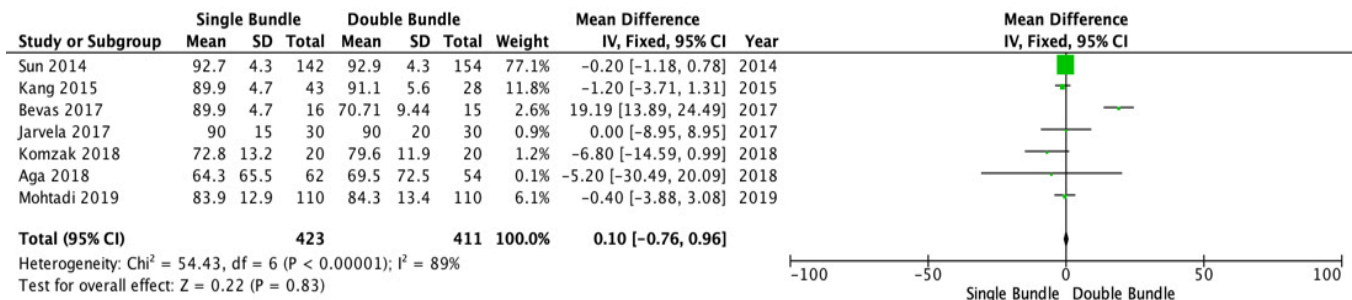 Single Bundle Double Bundle Mean Difference Mean Difference
Study or Subgroup Mean SD Total Mean SD Total Weight IV, Fixed, 95% CI Year IV, Fixed, 95% CI
Sun 2014 92.7 4.3 142 92.9 4.3 154 77.1% -0.20 [-1.18, 0.78] 2014
Kang 2015 89.9 4.7 43 91.1 5.6 28 11.8% -1.20 [-3.71, 1.31] 2015
Bevas 2017 89.9 4.7 16 70.71 9.44 15 2.6% 19.19 [13.89, 24.49] 2017
Jarvela 2017 90 15 30 90 20 30 0.9% 0.00 [-8.95, 8.95] 2017
Komzak 2018 72.8 13.2 20 79.6 11.9 20 1.2% -6.80 [-14.59, 0.99] 2018
Aga 2018 64.3 65.5 62 69.5 72.5 54 0.1% -5.20 [-30.49, 20.09] 2018
Mohtadi 2019 83.9 12.9 110 84.3 13.4 110 6.1% -0.40 [-3.88, 3.08] 2019
Total (95% CI) 423 411 100.0% 0.10 [-0.76, 0.96]
Heterogeneity: Chi² = 54.43, df = 6 (P < 0.00001); I² = 89%
Test for overall effect: Z = 0.22 (P = 0.83)
-100 -50 0 50 100
Single Bundle Double Bundle